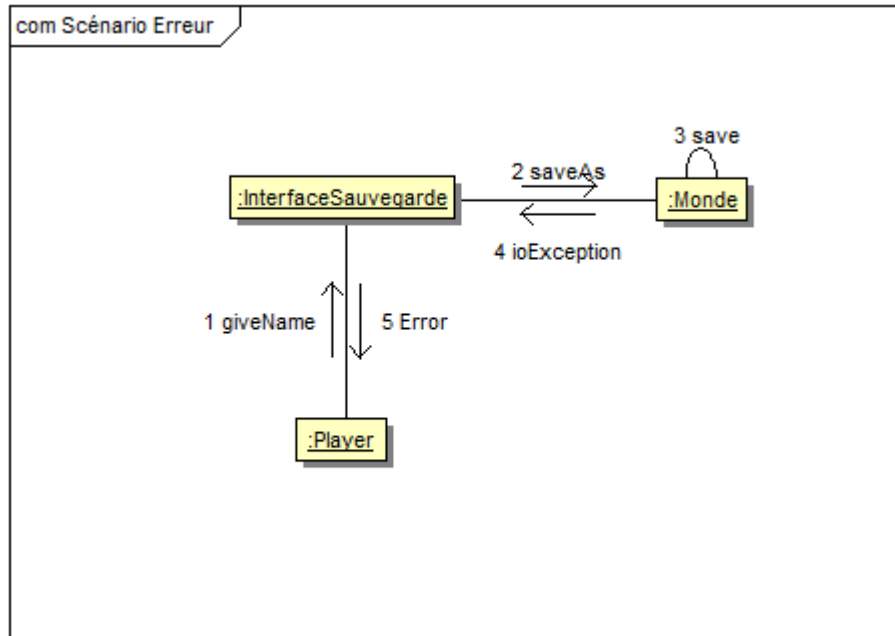 com Scénario Erreur
3 save
2 saveAs
:InterfaceSauvegarde
:Monde
4 ioException
1 giveName
5 Error
:Player